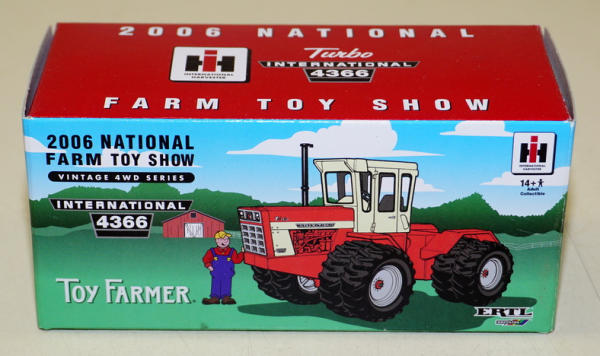 2006 NATIONAL
IH
INTERNATIONAL
HARVESTER
Turbo
INTERNATIONAL
4366
FARM TOY SHOW
2006 NATIONAL
FARM TOY SHOW
VINTAGE 4WD SERIES
INTERNATIONAL
4366
TOY FARMER
IH
INTERNATIONAL
HARVESTER
14+
Adult
Collectible
ERTL